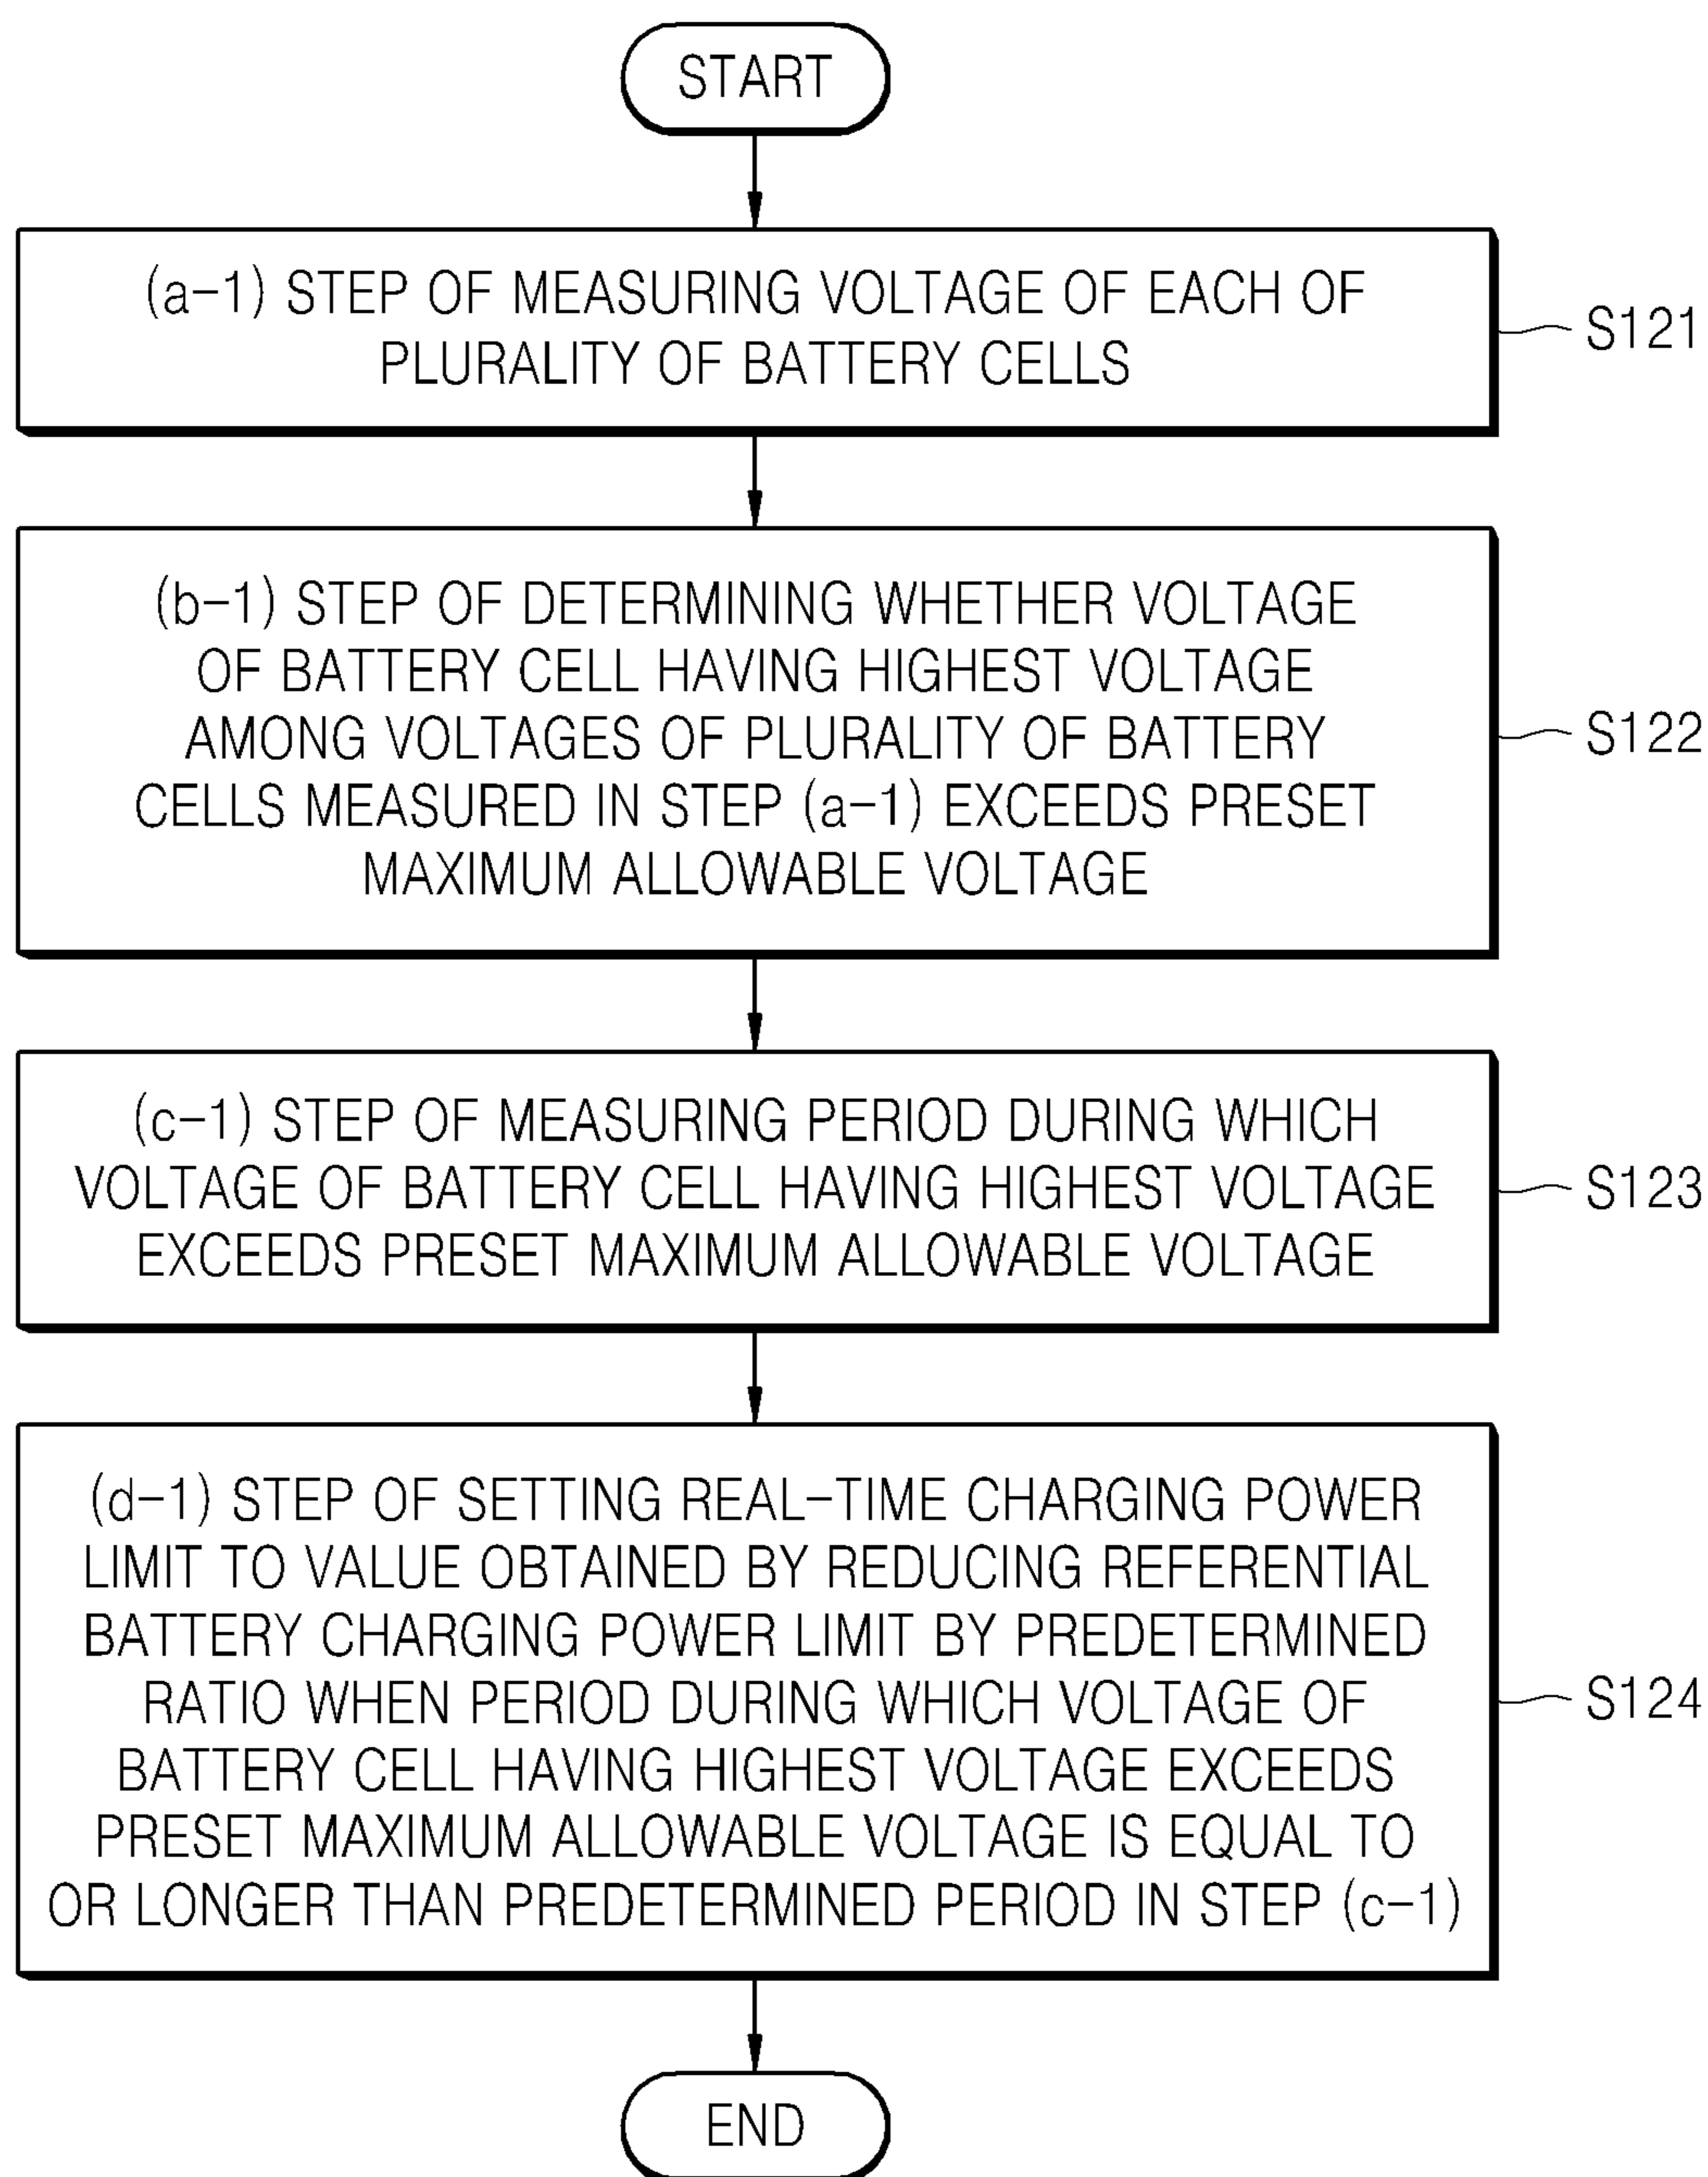 START
(a-1) STEP OF MEASURING VOLTAGE OF EACH OF
PLURALITY OF BATTERY CELLS
S121
(b-1) STEP OF DETERMINING WHETHER VOLTAGE
OF BATTERY CELL HAVING HIGHEST VOLTAGE
AMONG VOLTAGES OF PLURALITY OF BATTERY
CELLS MEASURED IN STEP (a-1) EXCEEDS PRESET
MAXIMUM ALLOWABLE VOLTAGE
S122
(c-1) STEP OF MEASURING PERIOD DURING WHICH
VOLTAGE OF BATTERY CELL HAVING HIGHEST VOLTAGE
EXCEEDS PRESET MAXIMUM ALLOWABLE VOLTAGE
S123
(d-1) STEP OF SETTING REAL-TIME CHARGING POWER
LIMIT TO VALUE OBTAINED BY REDUCING REFERENTIAL
BATTERY CHARGING POWER LIMIT BY PREDETERMINED
RATIO WHEN PERIOD DURING WHICH VOLTAGE OF
BATTERY CELL HAVING HIGHEST VOLTAGE EXCEEDS
PRESET MAXIMUM ALLOWABLE VOLTAGE IS EQUAL TO
OR LONGER THAN PREDETERMINED PERIOD IN STEP (c-1)
S124
END